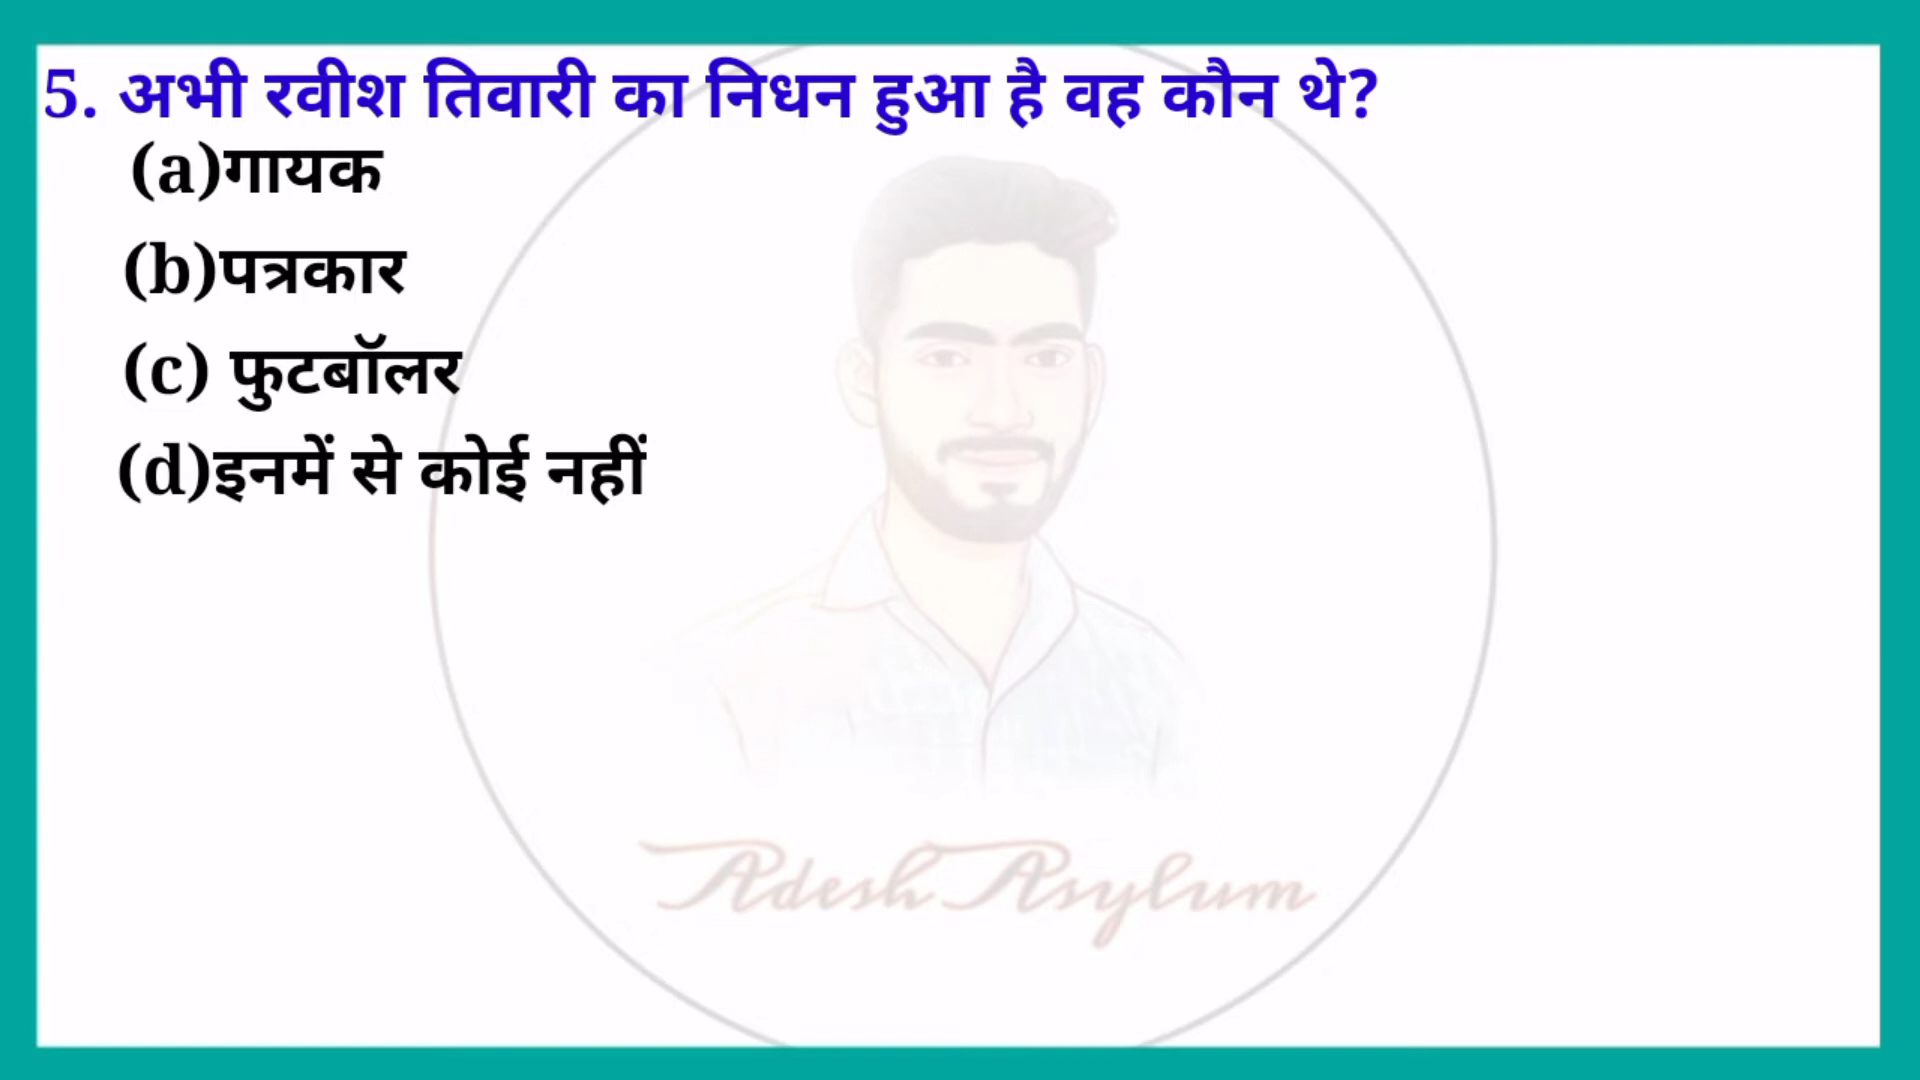 5. अभी रवीश तिवारी का निधन हुआ है वह कौन थे?
(a)गायक
(b)पत्रकार
(c) फुटबॉलर
(d)इनमें से कोई नहीं
Adesh Asylum